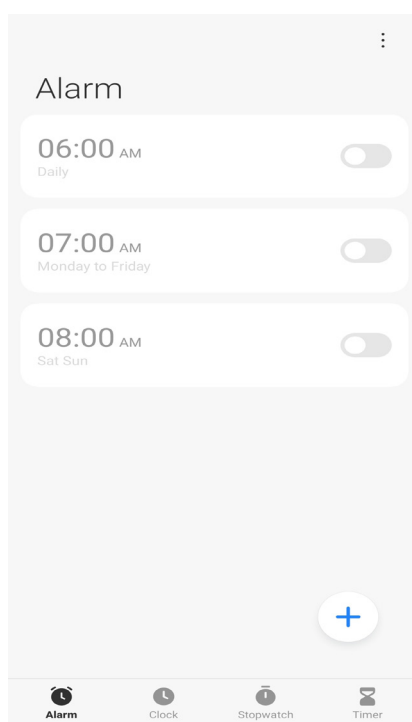 Alarm
06:00 AM
Daily
07:00 AM
Monday to Friday
08:00 AM
Sat Sun
Alarm Clock Stopwatch Timer